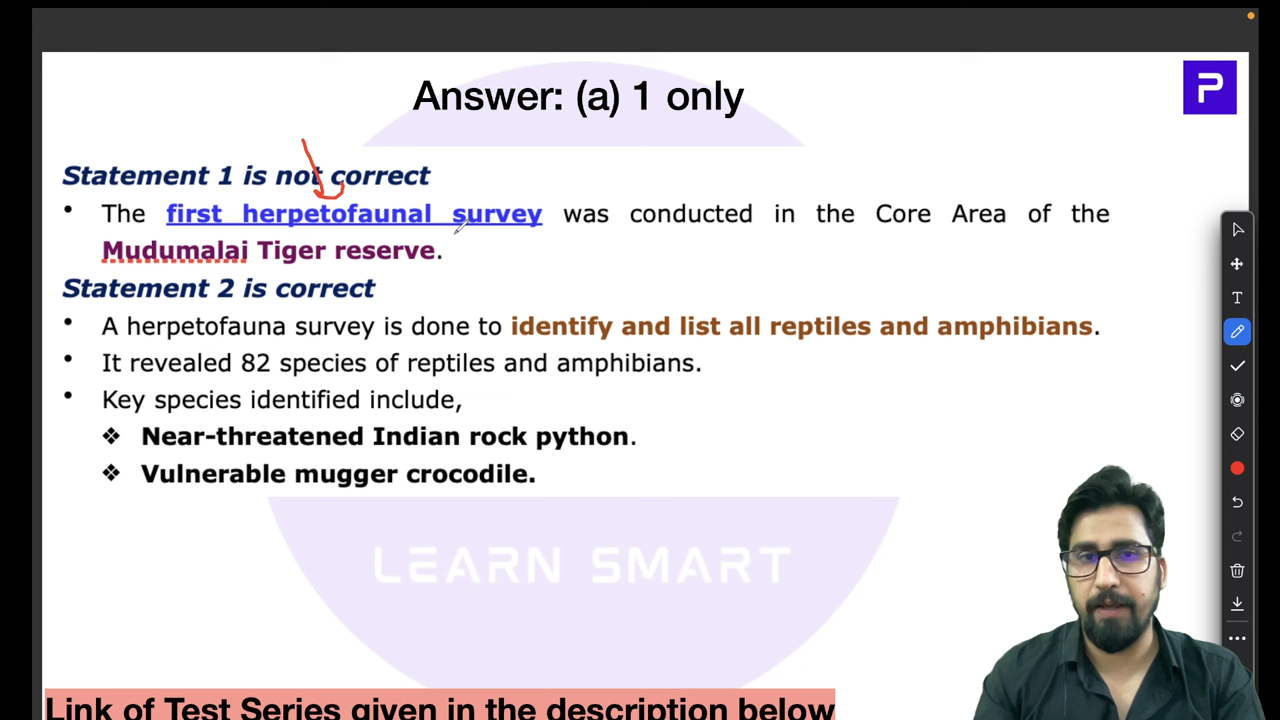 Answer: (a) 1 only
P
Statement 1 is not correct
• The first herpetofaunal survey was conducted in the Core Area of the
Mudumalai Tiger reserve.
Statement 2 is correct
• A herpetofauna survey is done to identify and list all reptiles and amphibians.
• It revealed 82 species of reptiles and amphibians.
• Key species identified include,
❖ Near-threatened Indian rock python.
❖ Vulnerable mugger crocodile.
LEARN SMART
Link of Test Series given in the description below
T